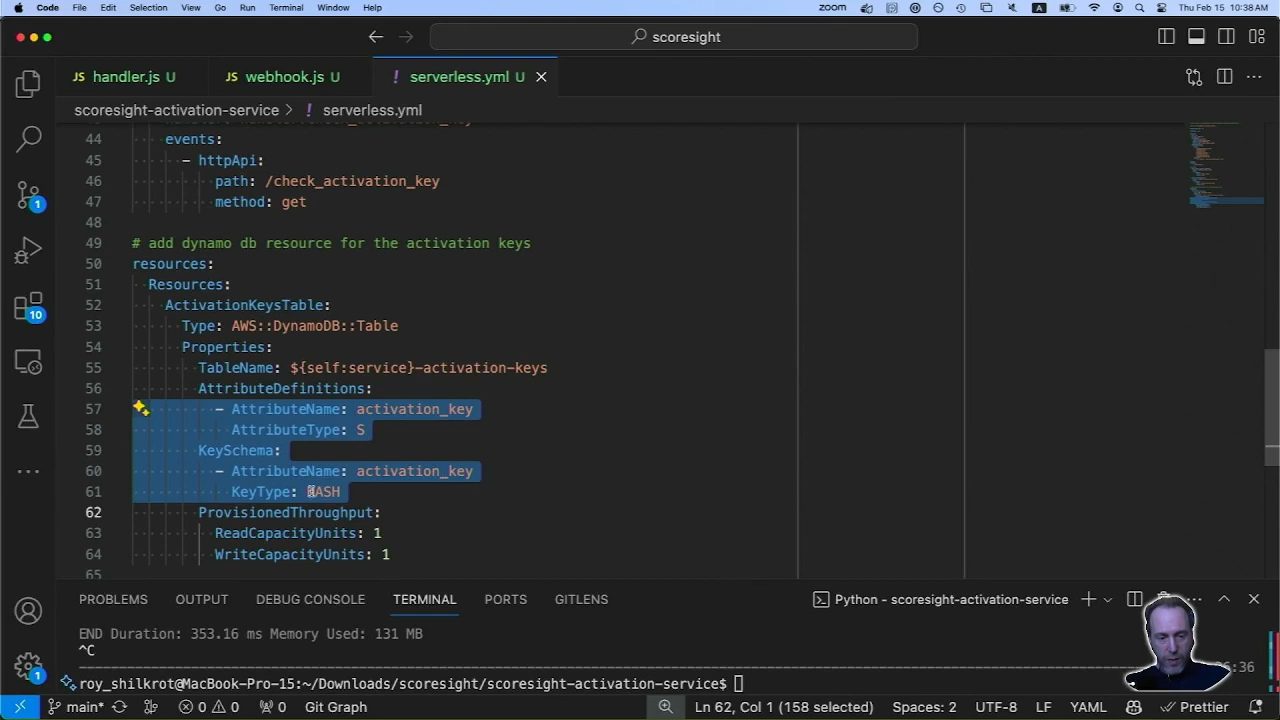 Code File Edit Selection View Go Run Terminal Window Help zoom A Thu Feb 15 10:38 AM
scoresight
JS handler.js U JS webhook.js U ! serverless.yml U
scoresight-activation-service > ! serverless.yml
44 events:
45 - httpApi:
46 path: /check_activation_key
47 method: get
48
49 # add dynamo db resource for the activation keys
50 resources:
51 Resources:
52 ActivationKeysTable:
53 Type: AWS::DynamoDB::Table
54 Properties:
55 TableName: ${self:service}-activation-keys
56 AttributeDefinitions:
57 - AttributeName: activation_key
58 AttributeType: S
59 KeySchema:
60 - AttributeName: activation_key
61 KeyType: HASH
62 ProvisionedThroughput:
63 ReadCapacityUnits: 1
64 WriteCapacityUnits: 1
65
1
10
1
PROBLEMS OUTPUT DEBUG CONSOLE TERMINAL PORTS GITLENS Python - scoresight-activation-service
END Duration: 353.16 ms Memory Used: 131 MB
^C
roy_shilkrot@MacBook-Pro-15:~/Downloads/scoresight/scoresight-activation-service$
main* 0 0 0 Git Graph Ln 62, Col 1 (158 selected) Spaces: 2 UTF-8 LF YAML Prettier